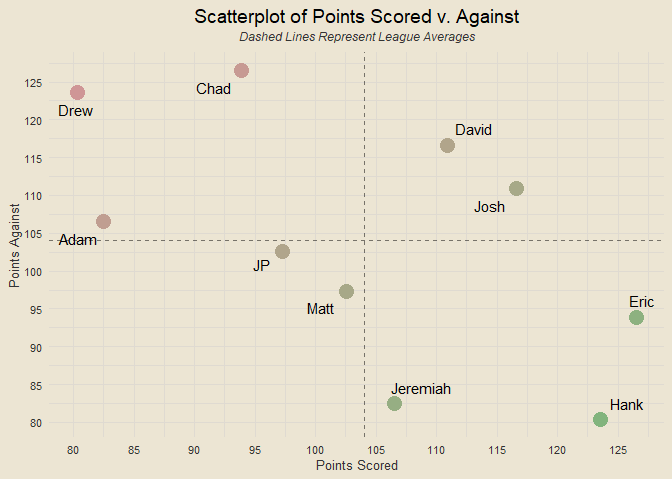 Scatterplot of Points Scored v. Against
Dashed Lines Represent League Averages
125
120
115
110
105
100
95
90
85
80
Points Against
Drew
Chad
David
Josh
Adam
JP
Matt
Eric
Jeremiah
Hank
80 85 90 95 100 105 110 115 120 125
Points Scored